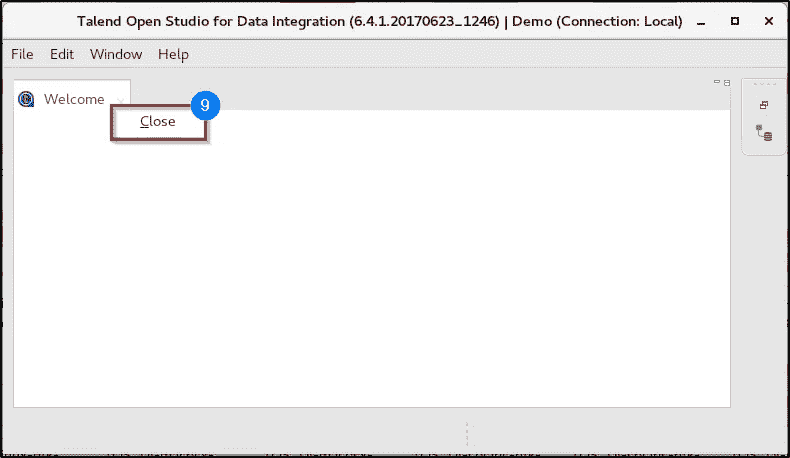 Talend Open Studio for Data Integration (6.4.1.20170623_1246) | Demo (Connection: Local)
File Edit Window Help
Welcome
9
Close